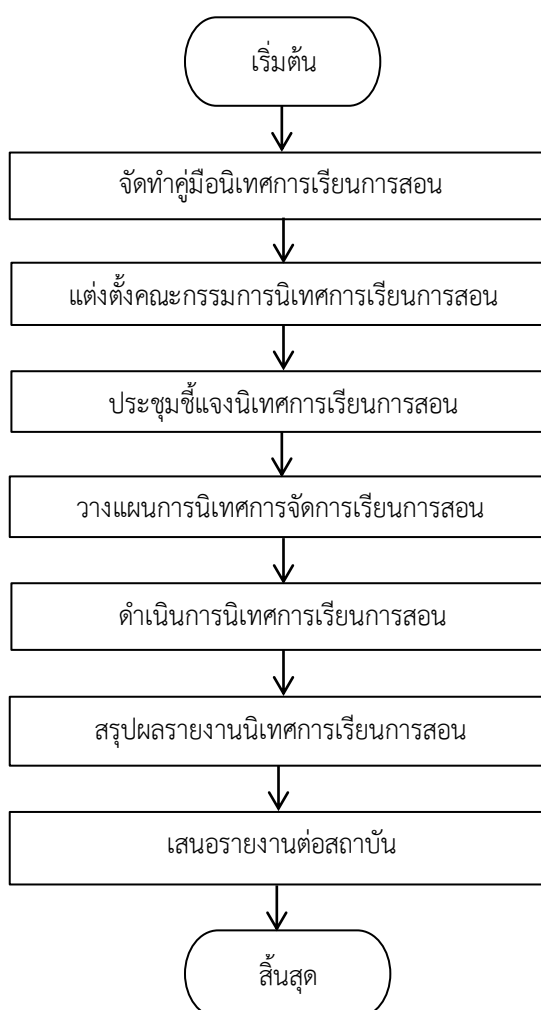 เริ่มต้น
จัดทำคู่มือนิเทศการเรียนการสอน
แต่งตั้งคณะกรรมการนิเทศการเรียนการสอน
ประชุมชี้แจงนิเทศการเรียนการสอน
วางแผนการนิเทศการจัดการเรียนการสอน
ดำเนินการนิเทศการเรียนการสอน
สรุปผลรายงานนิเทศการเรียนการสอน
เสนอรายงานต่อสถาบัน
สิ้นสุด